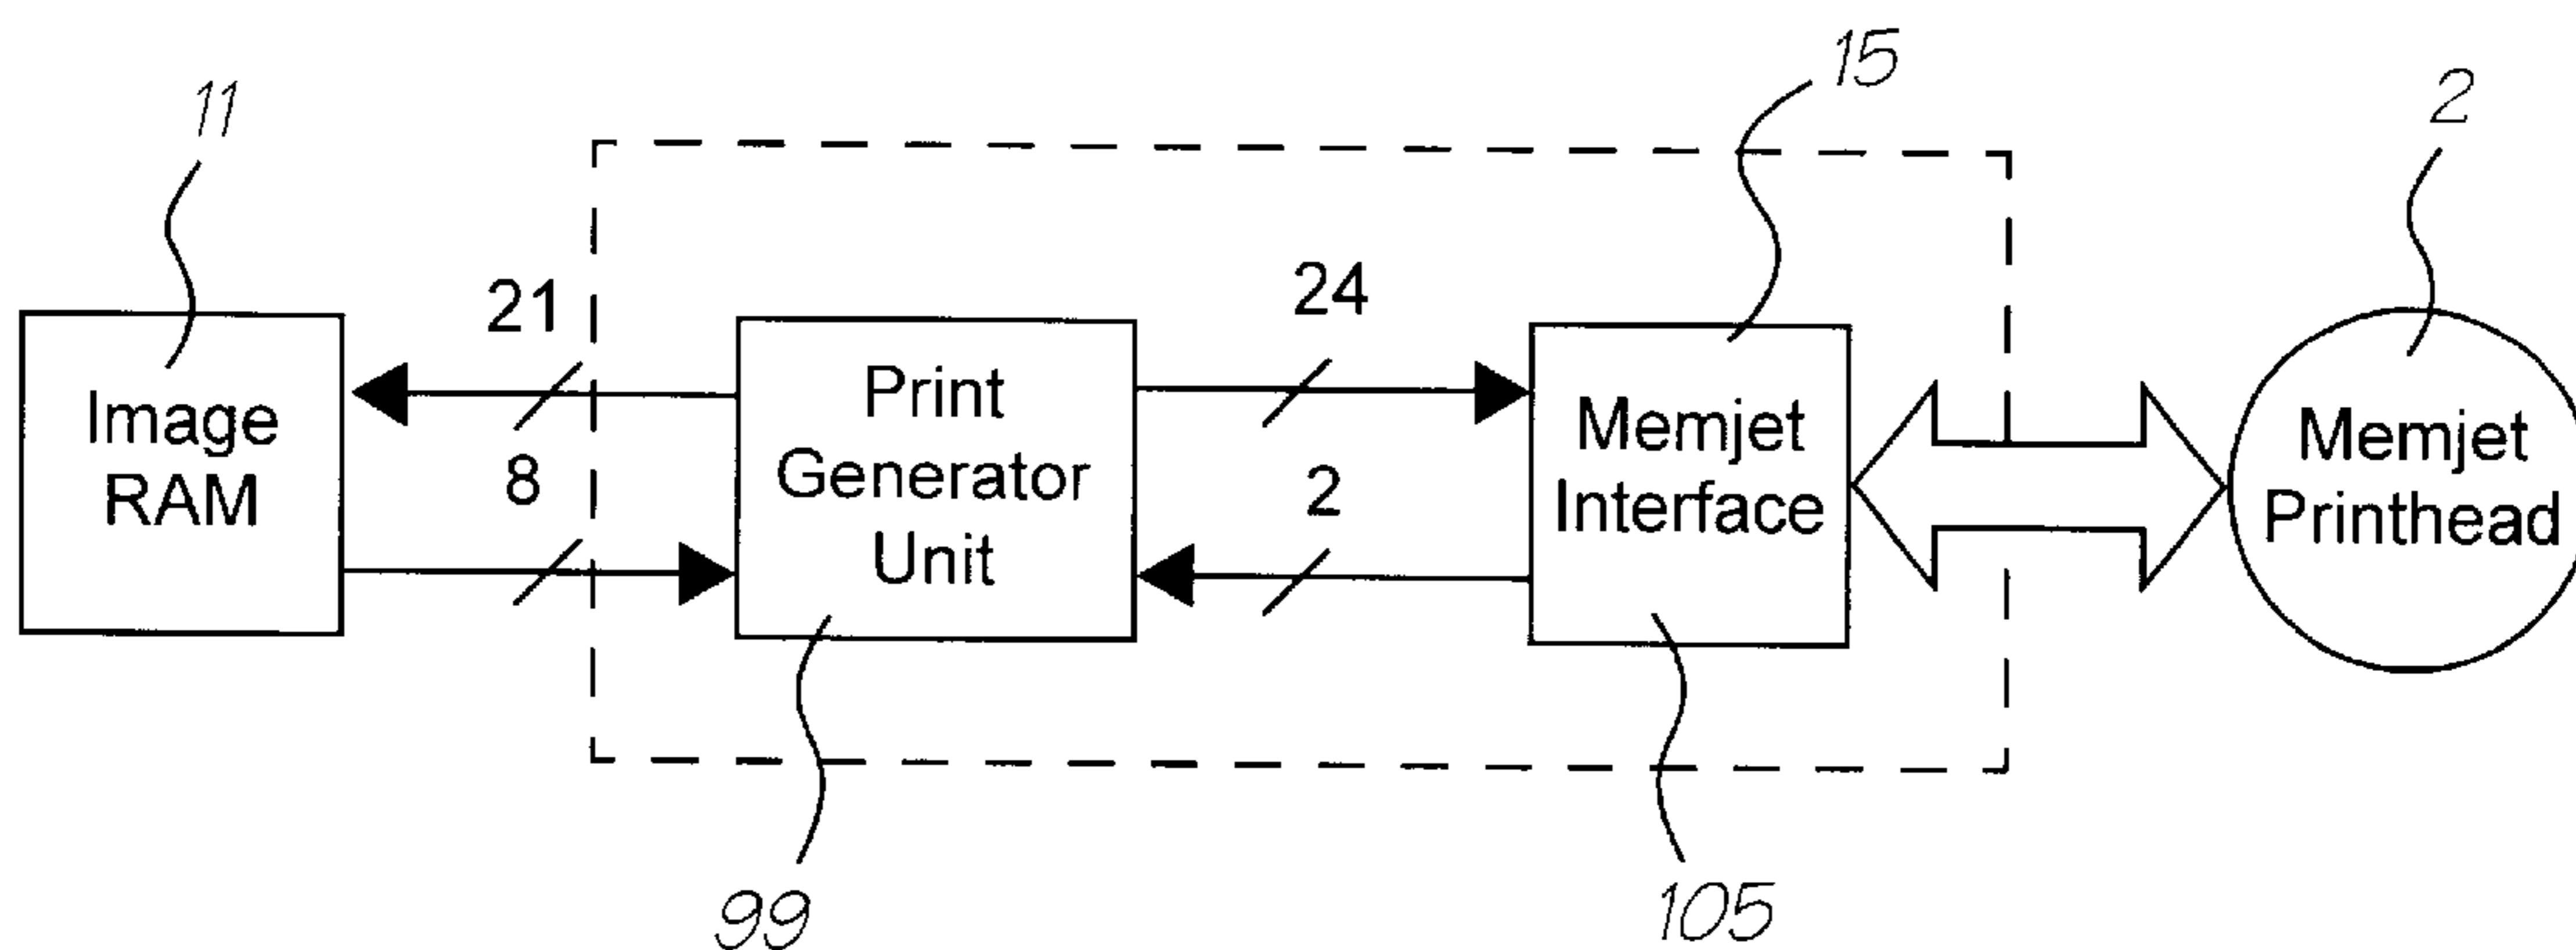 11
15
2
21
24
8
2
Image
RAM
Print
Generator
Unit
Memjet
Interface
Memjet
Printhead
99
105